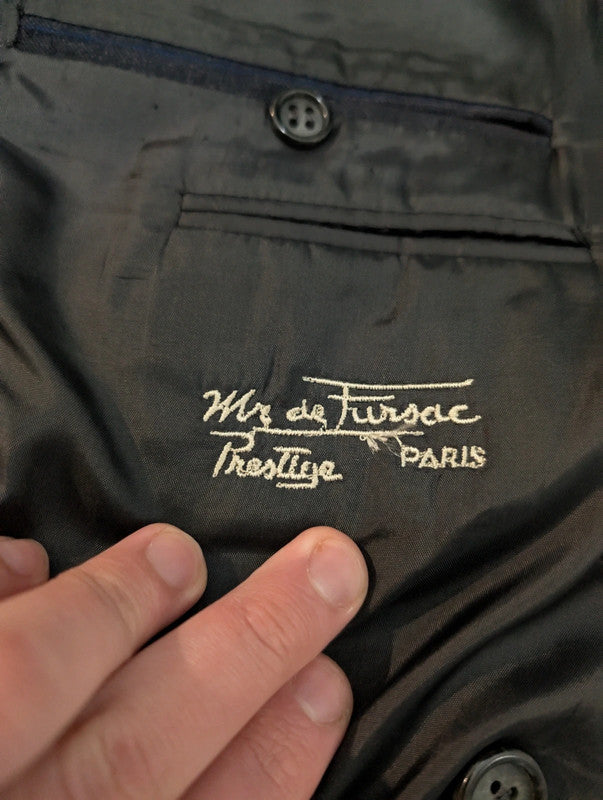 Mr de Fursac
Prestige PARIS